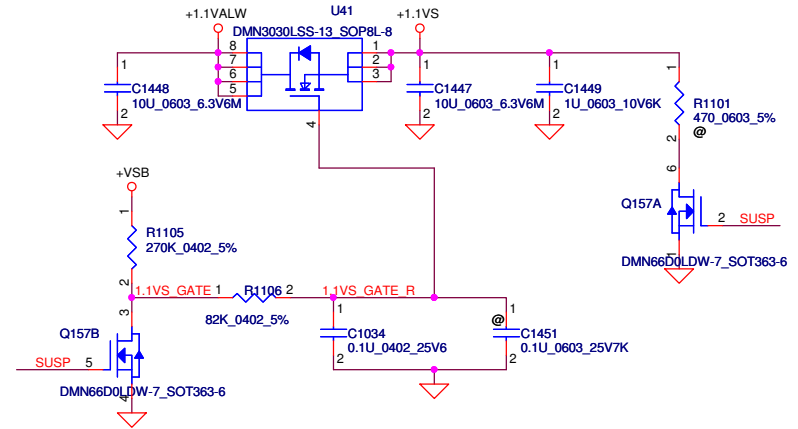 U41
+1.1VALW
+1.1VS
DMN3030LSS-13_SOP8L-8
8
7
6
5
1
2
3
4
1
C1448
10U_0603_6.3V6M
2
1
C1447
10U_0603_6.3V6M
2
1
C1449
1U_0603_10V6K
2
1
R1101
470_0603_5%
@
2
+VSB
1
R1105
270K_0402_5%
2
6
Q157A
2
SUSP
1
DMN66D0LDW-7_SOT363-6
1.1VS_GATE
1
R1106
2
1.1VS_GATE_R
82K_0402_5%
3
Q157B
SUSP
5
DMN66D0LDW-7_SOT363-6
4
1
C1034
0.1U_0402_25V6
2
@
1
C1451
0.1U_0603_25V7K
2